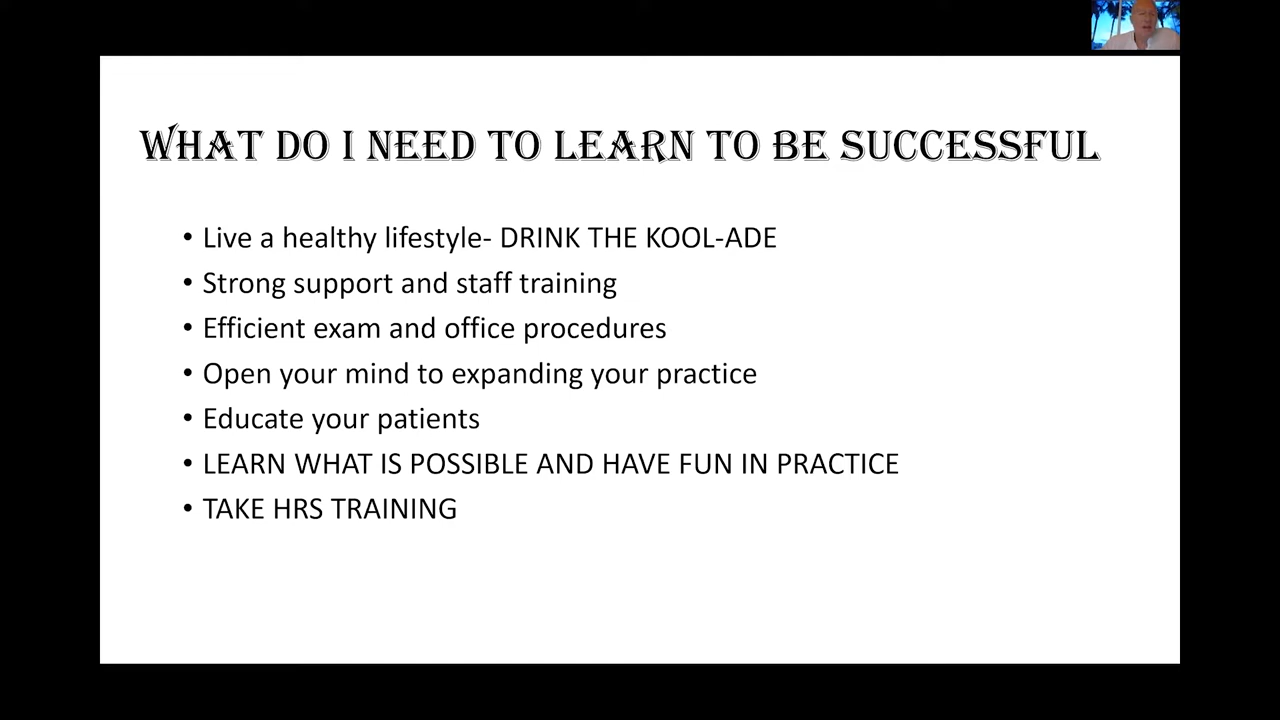 WHAT DO I NEED TO LEARN TO BE SUCCESSFUL
• Live a healthy lifestyle- DRINK THE KOOL-ADE
• Strong support and staff training
• Efficient exam and office procedures
• Open your mind to expanding your practice
• Educate your patients
• LEARN WHAT IS POSSIBLE AND HAVE FUN IN PRACTICE
• TAKE HRS TRAINING